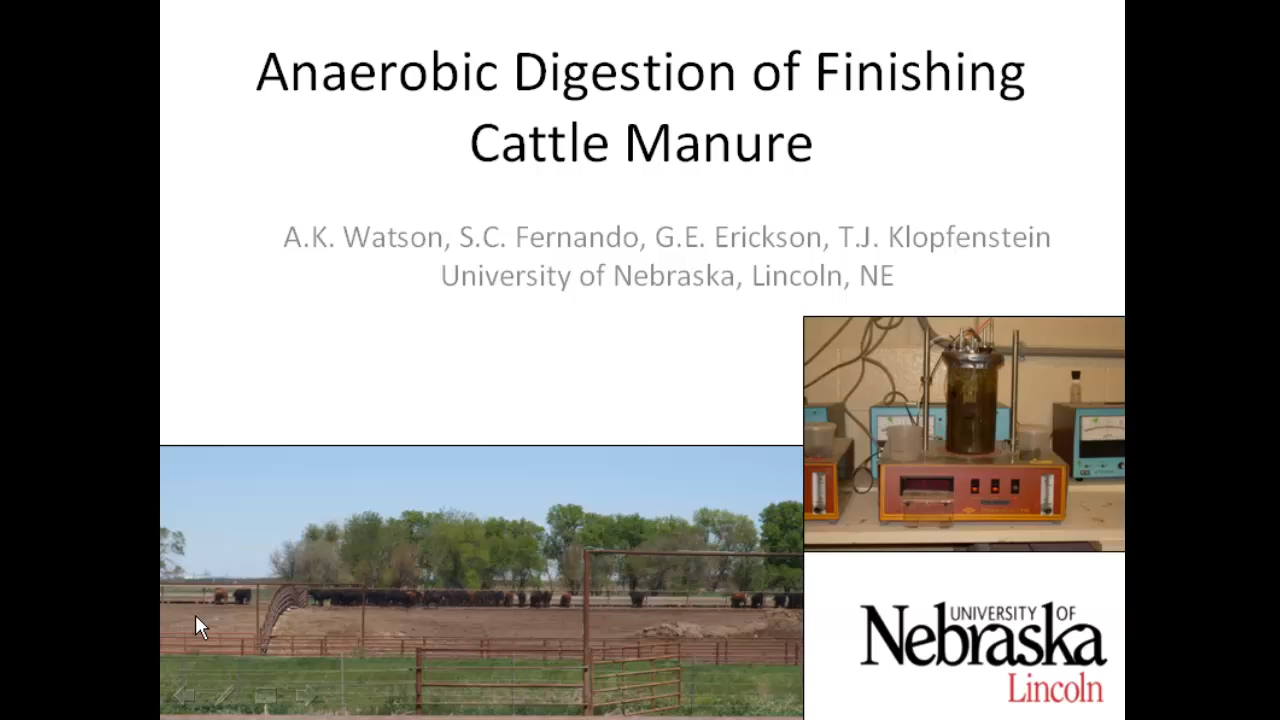 Anaerobic Digestion of Finishing
Cattle Manure
A.K. Watson, S.C. Fernando, G.E. Erickson, T.J. Klopfenstein
University of Nebraska, Lincoln, NE
UNIVERSITY OF
Nebraska
Lincoln